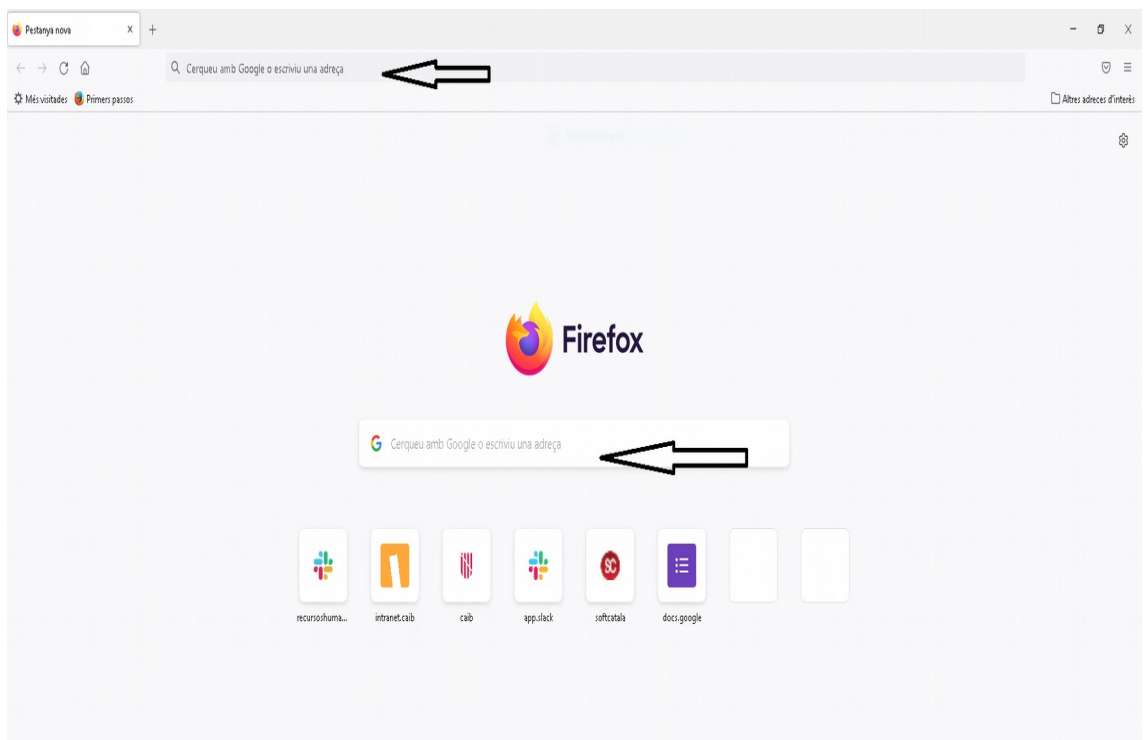 Pestanya nova
Cerqueu amb Google o escriviu una adreça
Més visitades Primers passos Altres adreces d'interès
Firefox
Cerqueu amb Google o escriviu una adreça
SC
recursoshuma... intranet.caib caib app.slack softcatala docs.google